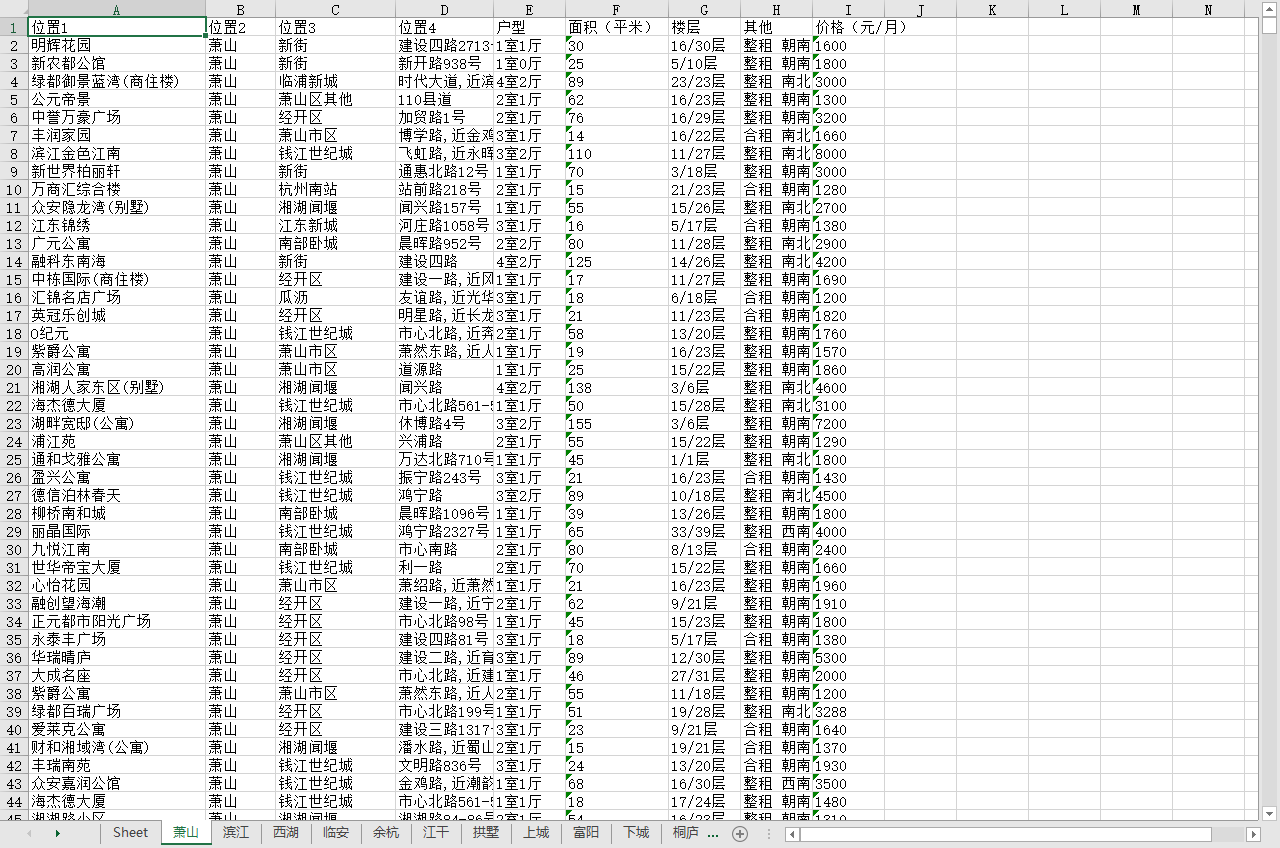 A B C D E F G H I J K L M N
1 位置1 位置2 位置3 位置4 户型 面积（平米） 楼层 其他 价格（元/月）
2 明辉花园 萧山 新街 建设四路2713- 1室1厅 30 16/30层 整租 朝南 1600
3 新农都公馆 萧山 新街 新开路938号 1室0厅 25 5/10层 整租 朝南 1800
4 绿都御景蓝湾(商住楼) 萧山 临浦新城 时代大道,近滨 4室2厅 89 23/23层 整租 南北 3000
5 公元帝景 萧山 萧山区其他 110县道 2室1厅 62 16/23层 整租 朝南 1300
6 中誉万豪广场 萧山 经开区 加贸路1号 2室1厅 76 16/29层 整租 朝南 3200
7 丰润家园 萧山 萧山市区 博学路,近金鸡 3室1厅 14 16/22层 合租 南北 1660
8 滨江金色江南 萧山 钱江世纪城 飞虹路,近永晖 3室2厅 110 11/27层 整租 南北 8000
9 新世界柏丽轩 萧山 新街 通惠北路12号 1室1厅 70 3/18层 整租 朝南 3000
10 万商汇综合楼 萧山 杭州南站 站前路218号 2室1厅 15 21/23层 合租 朝南 1280
11 众安隐龙湾(别墅) 萧山 湘湖闻堰 闻兴路157号 1室1厅 55 15/26层 整租 南北 2700
12 江东锦绣 萧山 江东新城 河庄路1058号 3室1厅 16 5/17层 合租 朝南 1380
13 广元公寓 萧山 南部卧城 晨晖路952号 2室2厅 80 11/28层 整租 南北 2900
14 融科东南海 萧山 新街 建设四路 4室2厅 125 14/26层 整租 南北 4200
15 中栋国际(商住楼) 萧山 经开区 建设一路,近风 1室1厅 17 11/27层 整租 朝南 1690
16 汇锦名店广场 萧山 瓜沥 友谊路,近光华 3室1厅 18 6/18层 合租 朝南 1200
17 英冠乐创城 萧山 经开区 明星路,近长龙 3室1厅 21 11/23层 合租 朝南 1820
18 0纪元 萧山 钱江世纪城 市心北路,近奔 2室1厅 58 13/20层 整租 朝南 1760
19 紫爵公寓 萧山 萧山市区 萧然东路,近人 1室1厅 19 16/23层 整租 朝南 1570
20 高润公寓 萧山 萧山市区 道源路 1室1厅 25 15/22层 整租 朝南 1860
21 湘湖人家东区(别墅) 萧山 湘湖闻堰 闻兴路 4室2厅 138 3/6层 整租 南北 4600
22 海杰德大厦 萧山 钱江世纪城 市心北路561-5 1室1厅 50 15/28层 整租 南北 3100
23 湖畔宽邸(公寓) 萧山 湘湖闻堰 休博路4号 3室2厅 155 3/6层 整租 朝南 7200
24 浦江苑 萧山 萧山区其他 兴浦路 2室1厅 55 15/22层 整租 朝南 1290
25 通和戈雅公寓 萧山 湘湖闻堰 万达北路710号 1室1厅 45 1/1层 整租 南北 1800
26 盈兴公寓 萧山 钱江世纪城 振宁路243号 3室1厅 21 16/23层 合租 朝南 1430
27 德信泊林春天 萧山 钱江世纪城 鸿宁路 3室2厅 89 10/18层 整租 南北 4500
28 柳桥南和城 萧山 南部卧城 晨晖路1096号 1室1厅 39 13/26层 整租 朝南 1800
29 丽晶国际 萧山 钱江世纪城 鸿宁路2327号 1室1厅 65 33/39层 整租 西南 4000
30 九悦江南 萧山 南部卧城 市心南路 2室1厅 80 8/13层 合租 朝南 2400
31 世华帝宝大厦 萧山 钱江世纪城 利一路 2室1厅 70 15/22层 整租 朝南 1660
32 心怡花园 萧山 萧山市区 萧绍路,近萧然 1室1厅 21 16/23层 整租 朝南 1960
33 融创望海潮 萧山 经开区 建设一路,近宁 2室1厅 62 9/21层 整租 朝南 1910
34 正元都市阳光广场 萧山 经开区 市心北路98号 1室1厅 45 15/23层 整租 朝南 1800
35 永泰丰广场 萧山 经开区 建设四路81号 3室1厅 18 5/17层 合租 朝南 1380
36 华瑞晴庐 萧山 经开区 建设二路,近育 3室1厅 89 12/30层 整租 朝南 5300
37 大成名座 萧山 经开区 市心北路,近建 1室1厅 46 27/31层 整租 朝南 2000
38 紫爵公寓 萧山 萧山市区 萧然东路,近人 2室1厅 55 11/18层 整租 朝南 1200
39 绿都百瑞广场 萧山 经开区 市心北路199号 1室1厅 51 19/28层 整租 南北 3288
40 爱莱克公寓 萧山 经开区 建设三路1317- 3室1厅 23 9/21层 合租 朝南 1640
41 财和湘域湾(公寓) 萧山 湘湖闻堰 潘水路,近蜀山 2室1厅 15 19/21层 合租 朝南 1370
42 丰瑞南苑 萧山 钱江世纪城 文明路836号 3室1厅 24 13/20层 合租 朝南 1930
43 众安嘉润公馆 萧山 钱江世纪城 金鸡路,近潮韵 1室1厅 68 16/30层 整租 西南 3500
44 海杰德大厦 萧山 钱江世纪城 市心北路561-5 1室1厅 18 17/24层 整租 朝南 1480
45 湘湖路小区 萧山 湘湖闻堰 湘湖路84-86号 2室1厅 54 16/23层 整租 朝南 1310
Sheet 萧山 滨江 西湖 临安 余杭 江干 拱墅 上城 富阳 下城 桐庐 ...